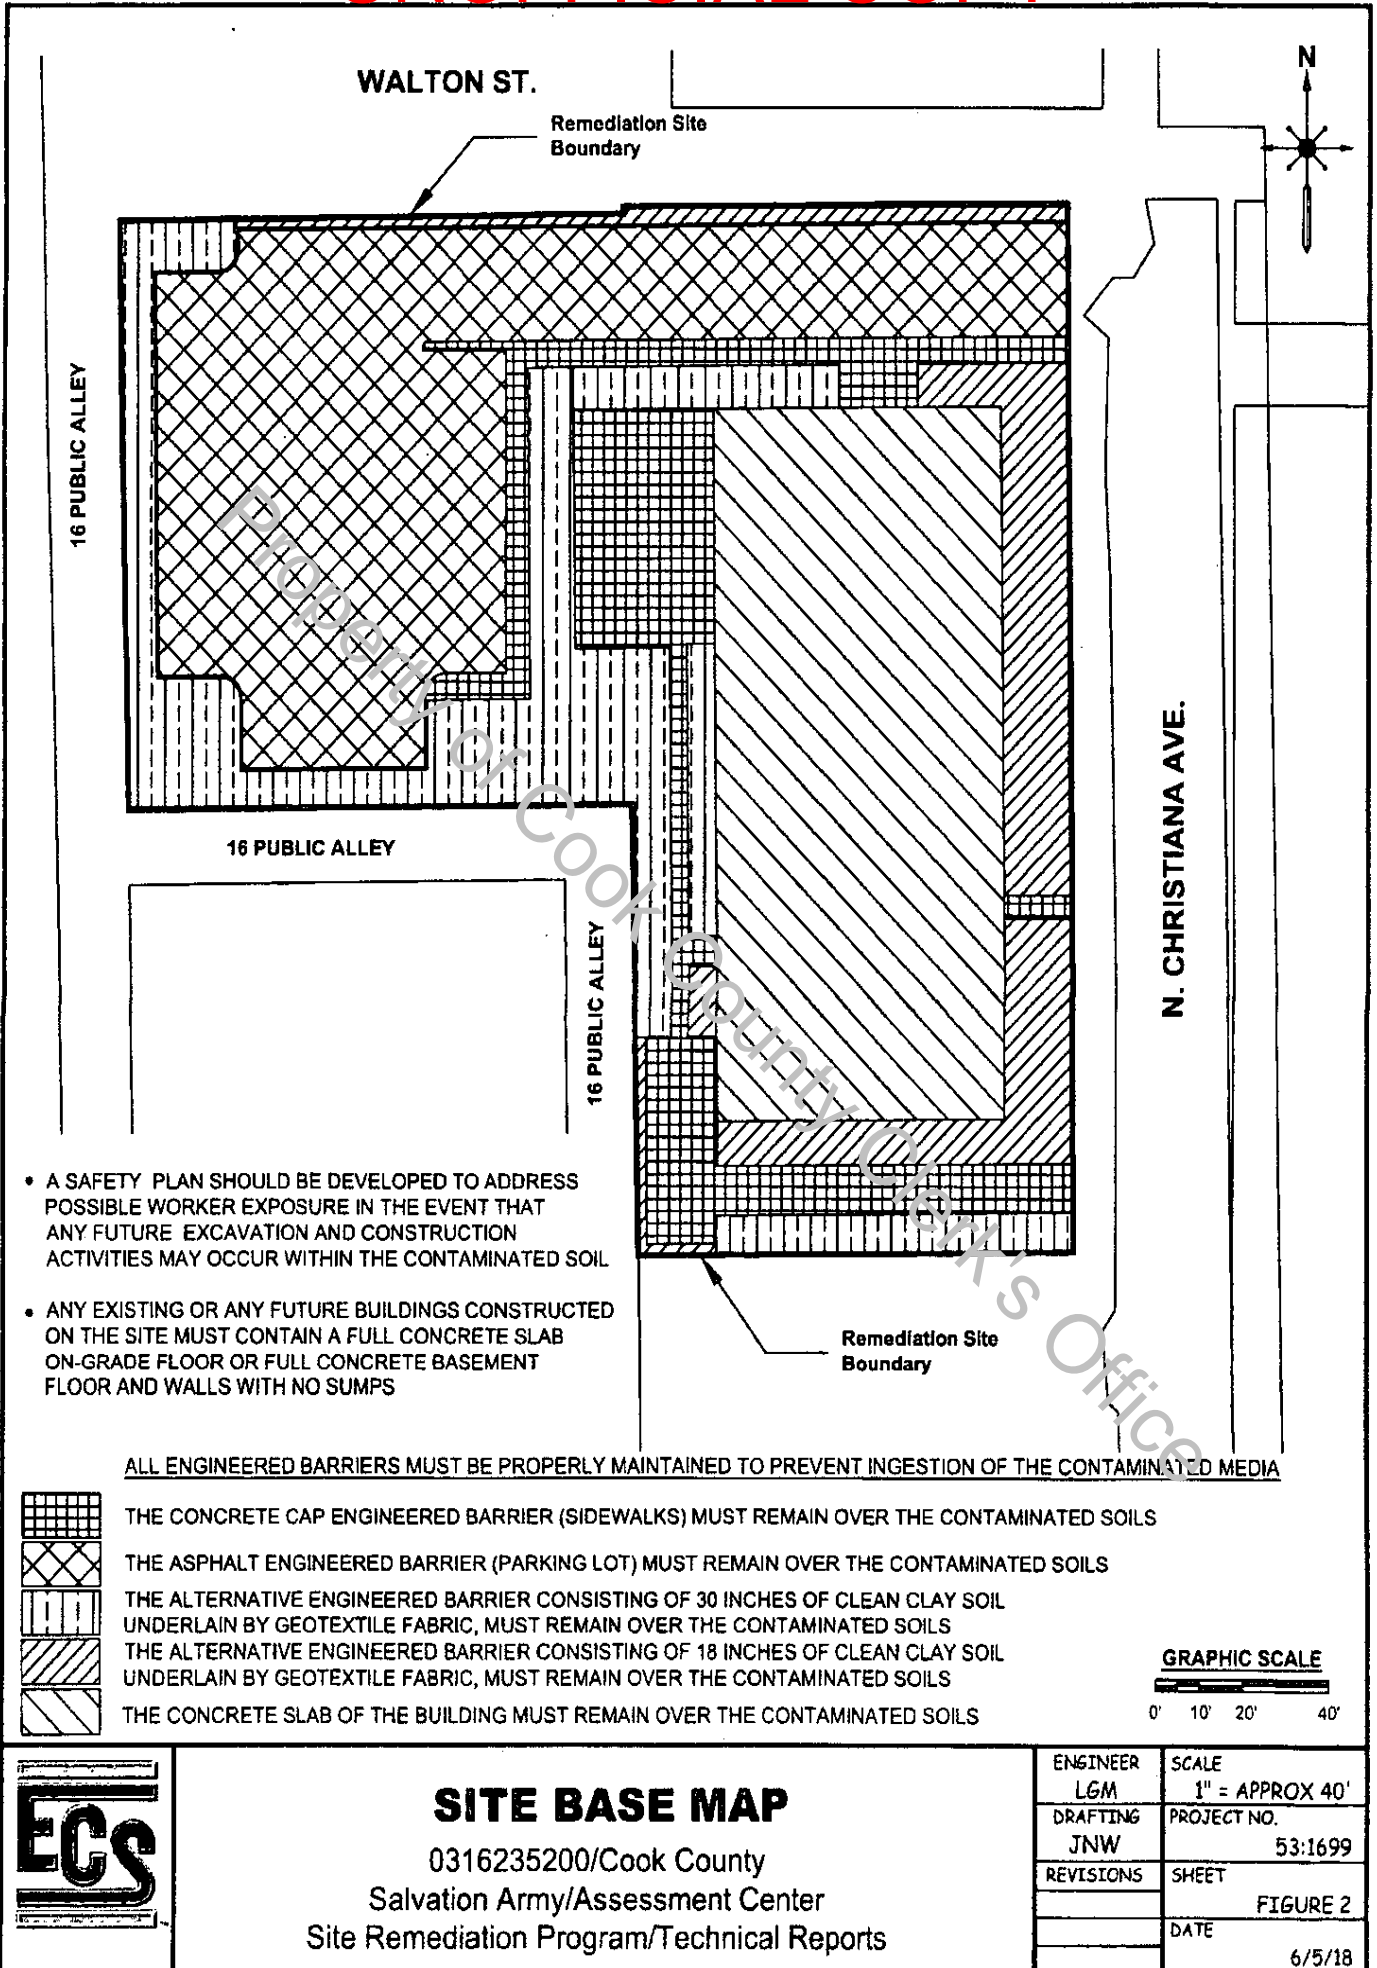 WALTON ST.
N
Remediation Site
Boundary
16 PUBLIC ALLEY
16 PUBLIC ALLEY
16 PUBLIC ALLEY
N. CHRISTIANA AVE.
Property of Cook County Clerk's Office
• A SAFETY PLAN SHOULD BE DEVELOPED TO ADDRESS
POSSIBLE WORKER EXPOSURE IN THE EVENT THAT
ANY FUTURE EXCAVATION AND CONSTRUCTION
ACTIVITIES MAY OCCUR WITHIN THE CONTAMINATED SOIL
• ANY EXISTING OR ANY FUTURE BUILDINGS CONSTRUCTED
ON THE SITE MUST CONTAIN A FULL CONCRETE SLAB
ON-GRADE FLOOR OR FULL CONCRETE BASEMENT
FLOOR AND WALLS WITH NO SUMPS
Remediation Site
Boundary
ALL ENGINEERED BARRIERS MUST BE PROPERLY MAINTAINED TO PREVENT INGESTION OF THE CONTAMINATED MEDIA
THE CONCRETE CAP ENGINEERED BARRIER (SIDEWALKS) MUST REMAIN OVER THE CONTAMINATED SOILS
THE ASPHALT ENGINEERED BARRIER (PARKING LOT) MUST REMAIN OVER THE CONTAMINATED SOILS
THE ALTERNATIVE ENGINEERED BARRIER CONSISTING OF 30 INCHES OF CLEAN CLAY SOIL
UNDERLAIN BY GEOTEXTILE FABRIC, MUST REMAIN OVER THE CONTAMINATED SOILS
THE ALTERNATIVE ENGINEERED BARRIER CONSISTING OF 18 INCHES OF CLEAN CLAY SOIL
UNDERLAIN BY GEOTEXTILE FABRIC, MUST REMAIN OVER THE CONTAMINATED SOILS
THE CONCRETE SLAB OF THE BUILDING MUST REMAIN OVER THE CONTAMINATED SOILS
GRAPHIC SCALE
0' 10' 20' 40'
ECS
SITE BASE MAP
0316235200/Cook County
Salvation Army/Assessment Center
Site Remediation Program/Technical Reports
ENGINEER
LGM
SCALE
1" = APPROX 40'
DRAFTING
JNW
PROJECT NO.
53:1699
REVISIONS
SHEET
FIGURE 2
DATE
6/5/18